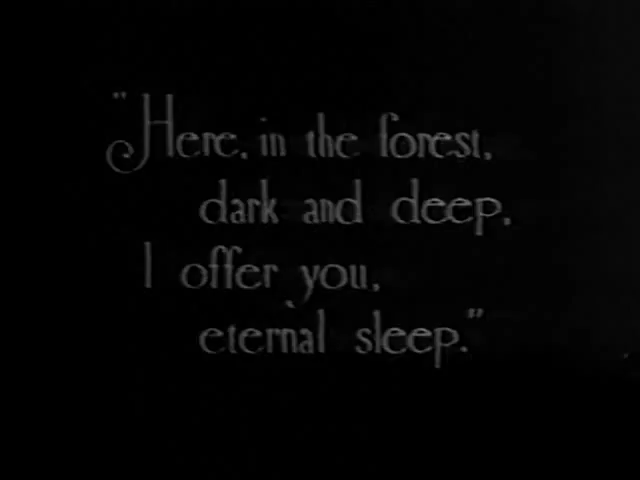 "Here, in the forest,
dark and deep,
I offer you,
eternal sleep."